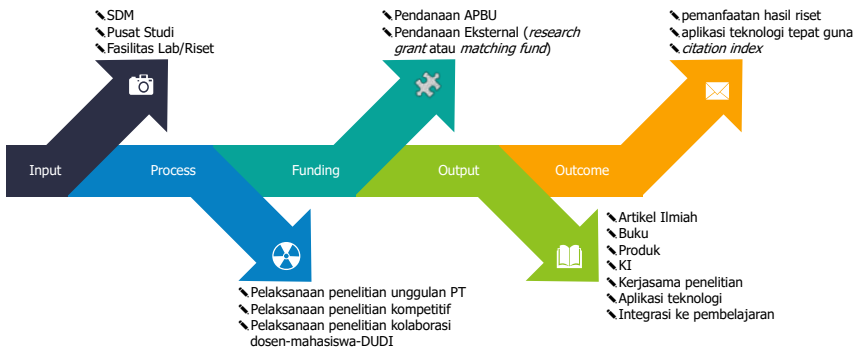 SDM
Pusat Studi
Fasilitas Lab/Riset
Pendanaan APBU
Pendanaan Eksternal (research
grant atau matching fund)
pemanfaatan hasil riset
aplikasi teknologi tepat guna
citation index
Input
Process
Funding
Output
Outcome
Pelaksanaan penelitian unggulan PT
Pelaksanaan penelitian kompetitif
Pelaksanaan penelitian kolaborasi
dosen-mahasiswa-DUDI
Artikel Ilmiah
Buku
Produk
KI
Kerjasama penelitian
Aplikasi teknologi
Integrasi ke pembelajaran